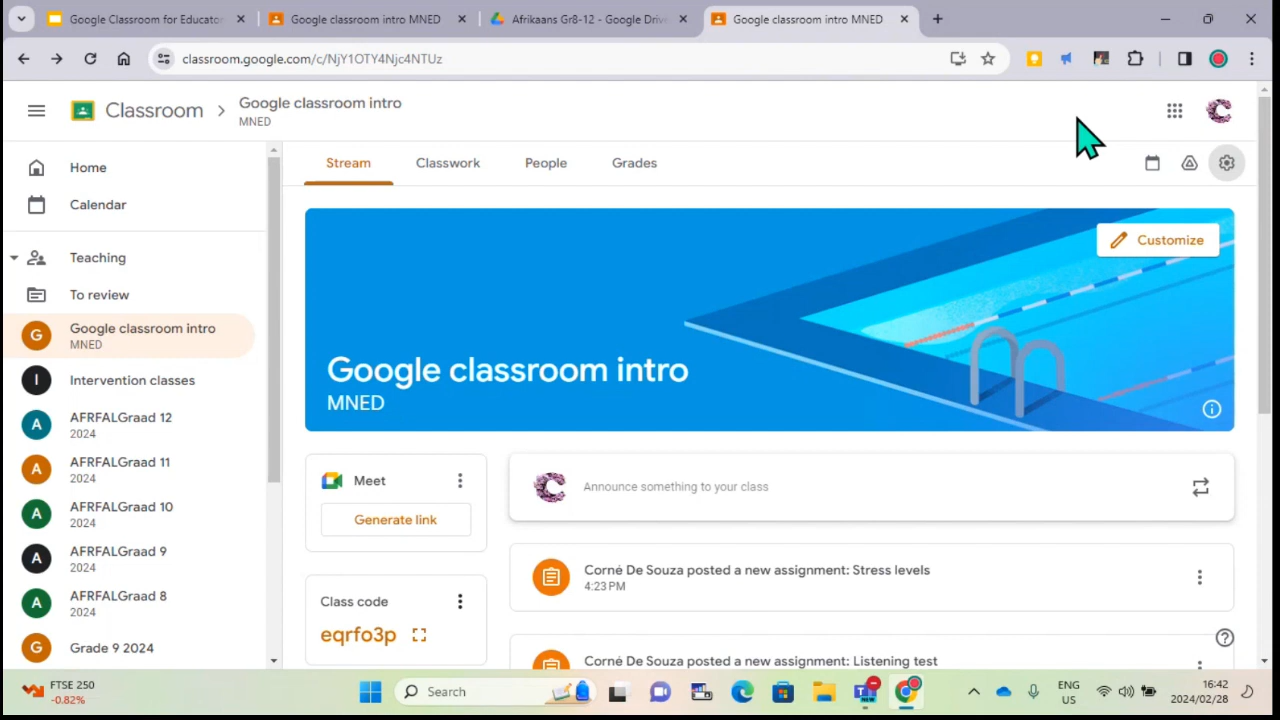 Google Classroom for Educator
Google classroom intro MNED
Afrikaans Gr8-12 - Google Drive
Google classroom intro MNED
classroom.google.com/c/NjY1OTY4Njc4NTUz
Classroom
Google classroom intro
MNED
Home
Calendar
Teaching
To review
G
Google classroom intro
MNED
I
Intervention classes
A
AFRFALGraad 12
2024
A
AFRFALGraad 11
2024
A
AFRFALGraad 10
2024
A
AFRFALGraad 9
2024
A
AFRFALGraad 8
2024
G
Grade 9 2024
Stream
Classwork
People
Grades
Customize
Google classroom intro
MNED
Meet
Generate link
Class code
eqrfo3p
Announce something to your class
Corné De Souza posted a new assignment: Stress levels
4:23 PM
Corné De Souza posted a new assignment: Listening test
FTSE 250
-0.82%
Search
NEW
ENG
US
16:42
2024/02/28